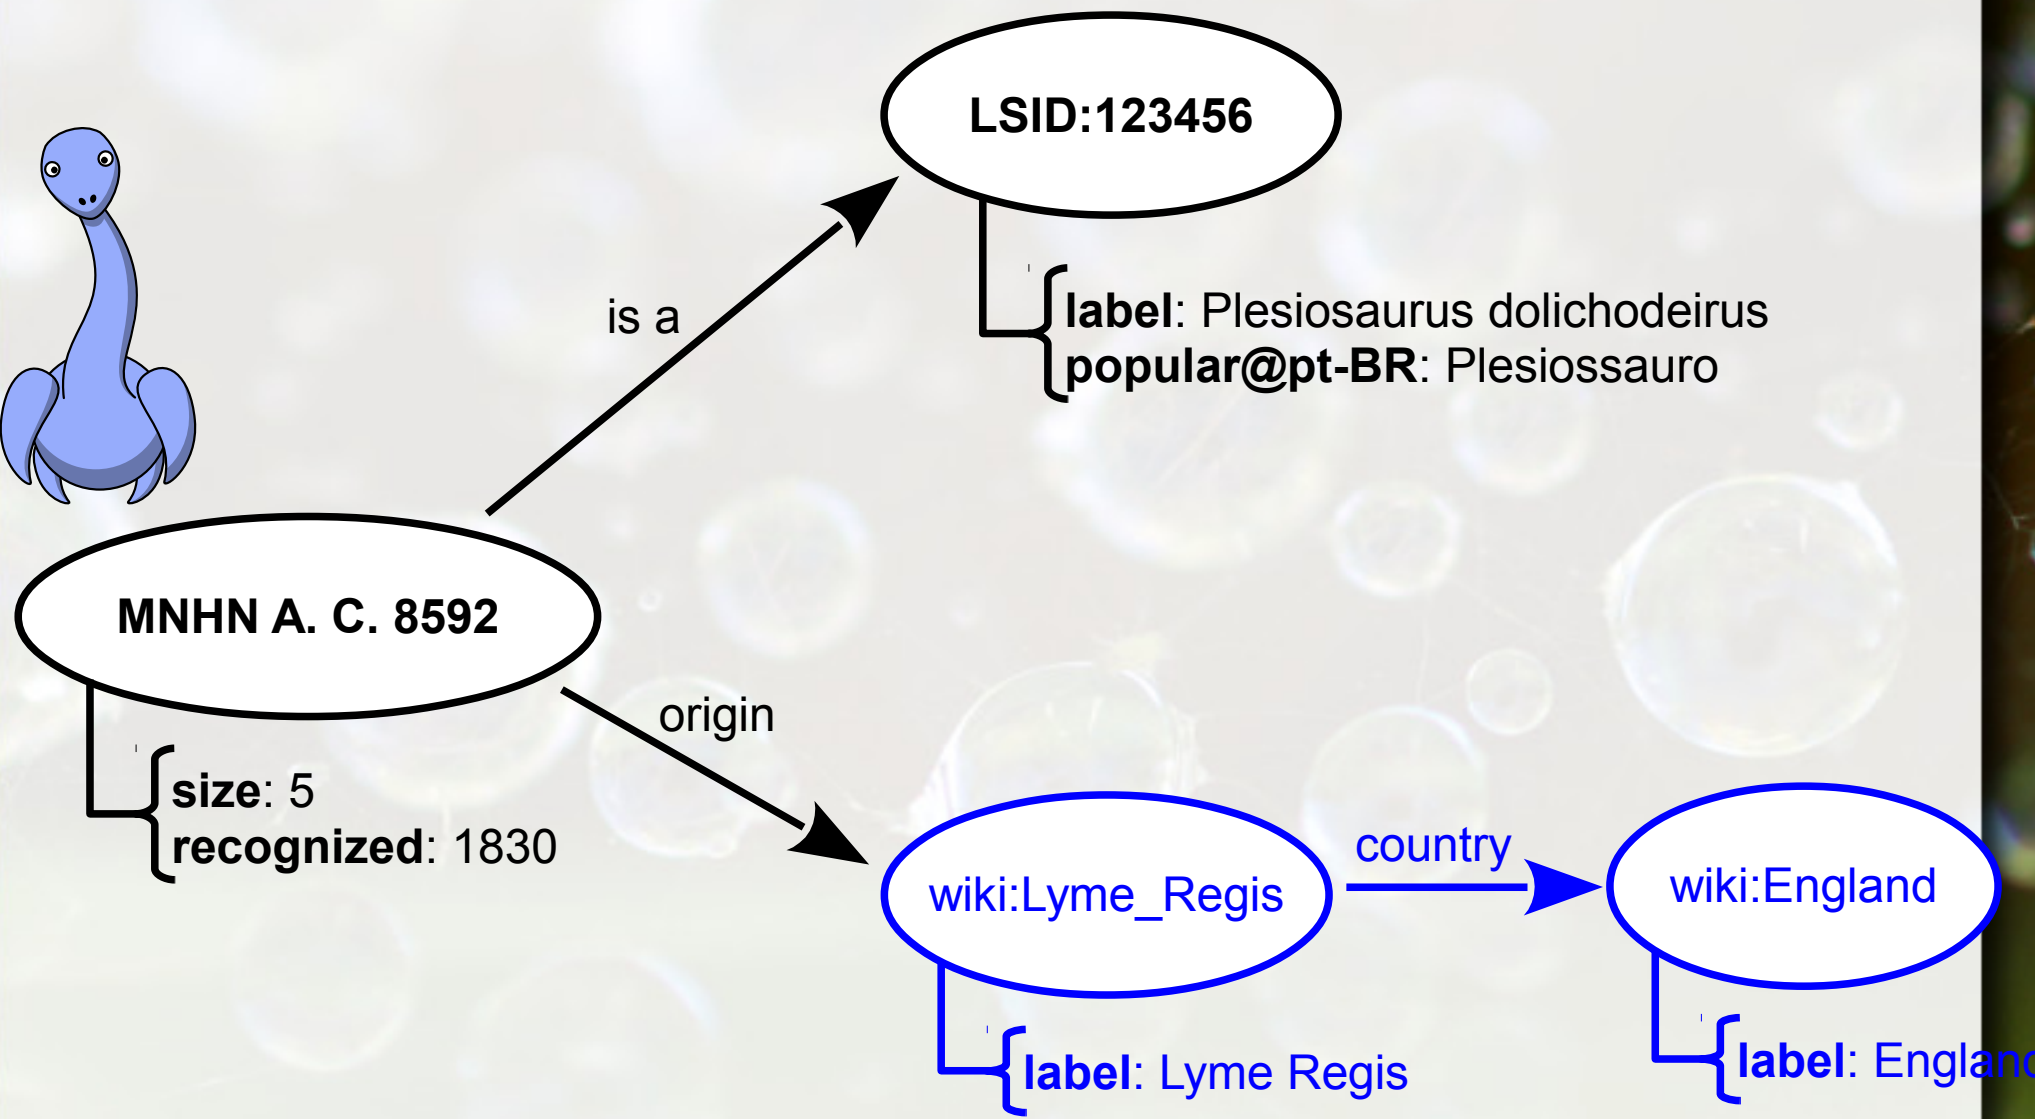 LSID:123456
label: Plesiosaurus dolichodeirus
popular@pt-BR: Plesiossauro
is a
MNHN A. C. 8592
size: 5
recognized: 1830
origin
wiki:Lyme_Regis
label: Lyme Regis
country
wiki:England
label: England